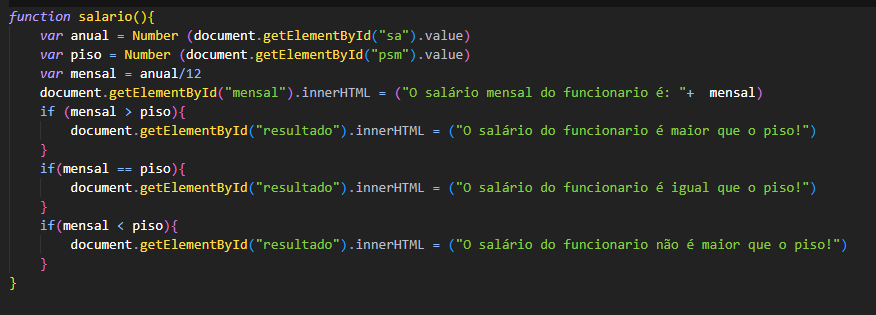 function salario(){
var anual = Number (document.getElementById("sa").value)
var piso = Number (document.getElementById("psm").value)
var mensal = anual/12
document.getElementById("mensal").innerHTML = ("O salário mensal do funcionario é: "+  mensal)
if (mensal > piso){
document.getElementById("resultado").innerHTML = ("O salário do funcionario é maior que o piso!")
}
if(mensal == piso){
document.getElementById("resultado").innerHTML = ("O salário do funcionario é igual que o piso!")
}
if(mensal < piso){
document.getElementById("resultado").innerHTML = ("O salário do funcionario não é maior que o piso!")
}
}